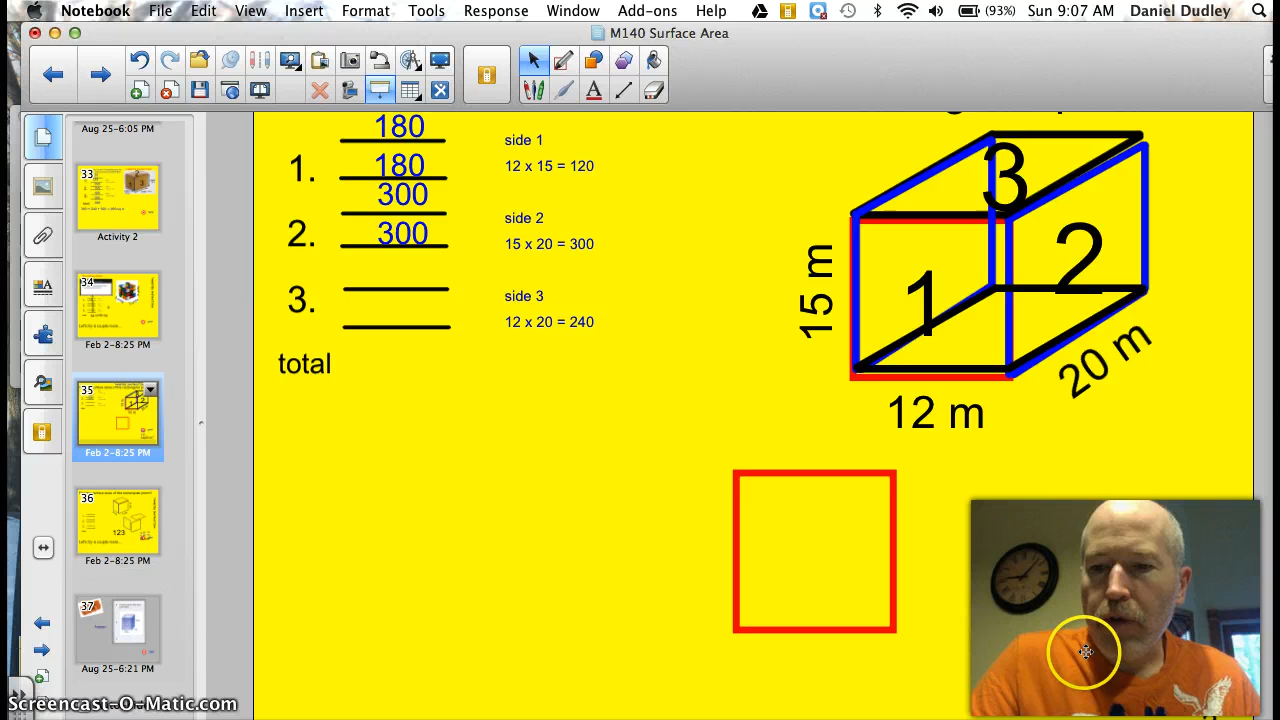 Notebook File Edit View Insert Format Tools Response Window Add-ons Help (93%) Sun 9:07 AM Daniel Dudley
M140 Surface Area
Aug 25-6:05 PM
33
Activity 2
34
Feb 2-8:25 PM
35
Feb 2-8:25 PM
36
123
Feb 2-8:25 PM
37
Aug 25-6:21 PM
180
1. 180
300
2. 300
3.
total
side 1
12 x 15 = 120
side 2
15 x 20 = 300
side 3
12 x 20 = 240
3
2
1
15 m
20 m
12 m
Screencast-O-Matic.com